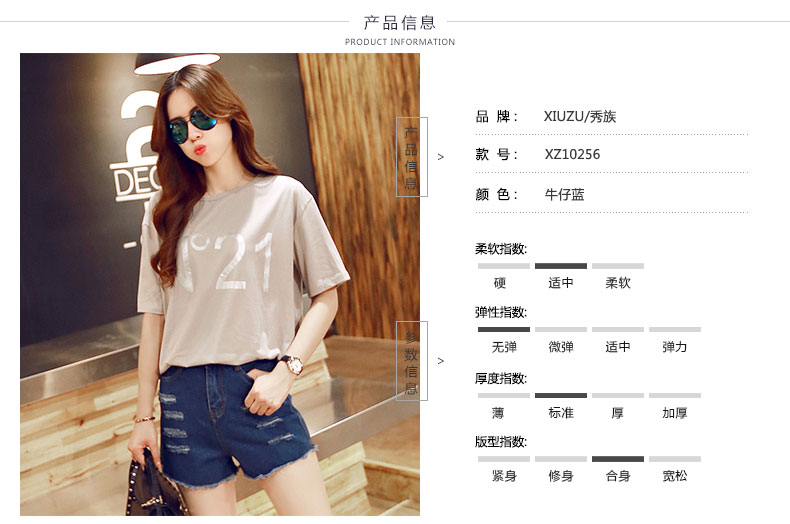 产品信息
PRODUCT INFORMATION
2
DEC
N°21
产品信息
>
参数信息
>
品 牌: XIUZU/秀族
款 号: XZ10256
颜 色: 牛仔蓝
柔软指数:
硬 适中 柔软
弹性指数:
无弹 微弹 适中 弹力
厚度指数:
薄 标准 厚 加厚
版型指数:
紧身 修身 合身 宽松